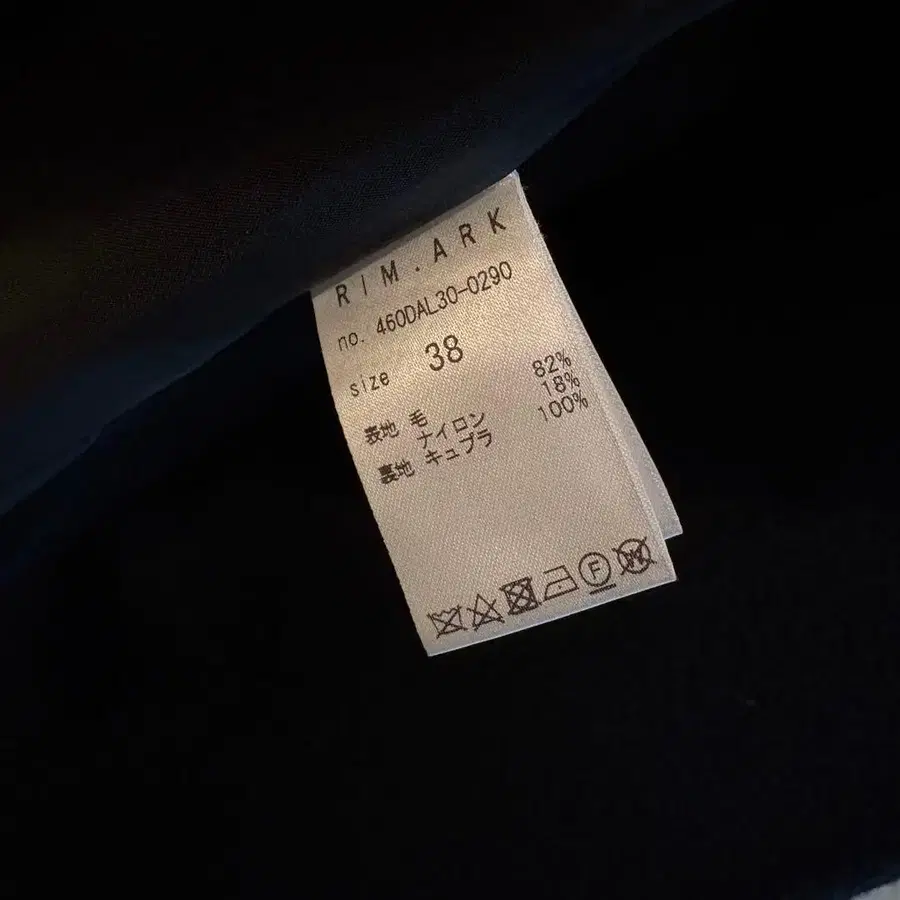 RIM.ARK
no. 460DAL30-0290
size 38
表地 毛 82%
ナイロン 18%
裏地 キュプラ 100%
F
W